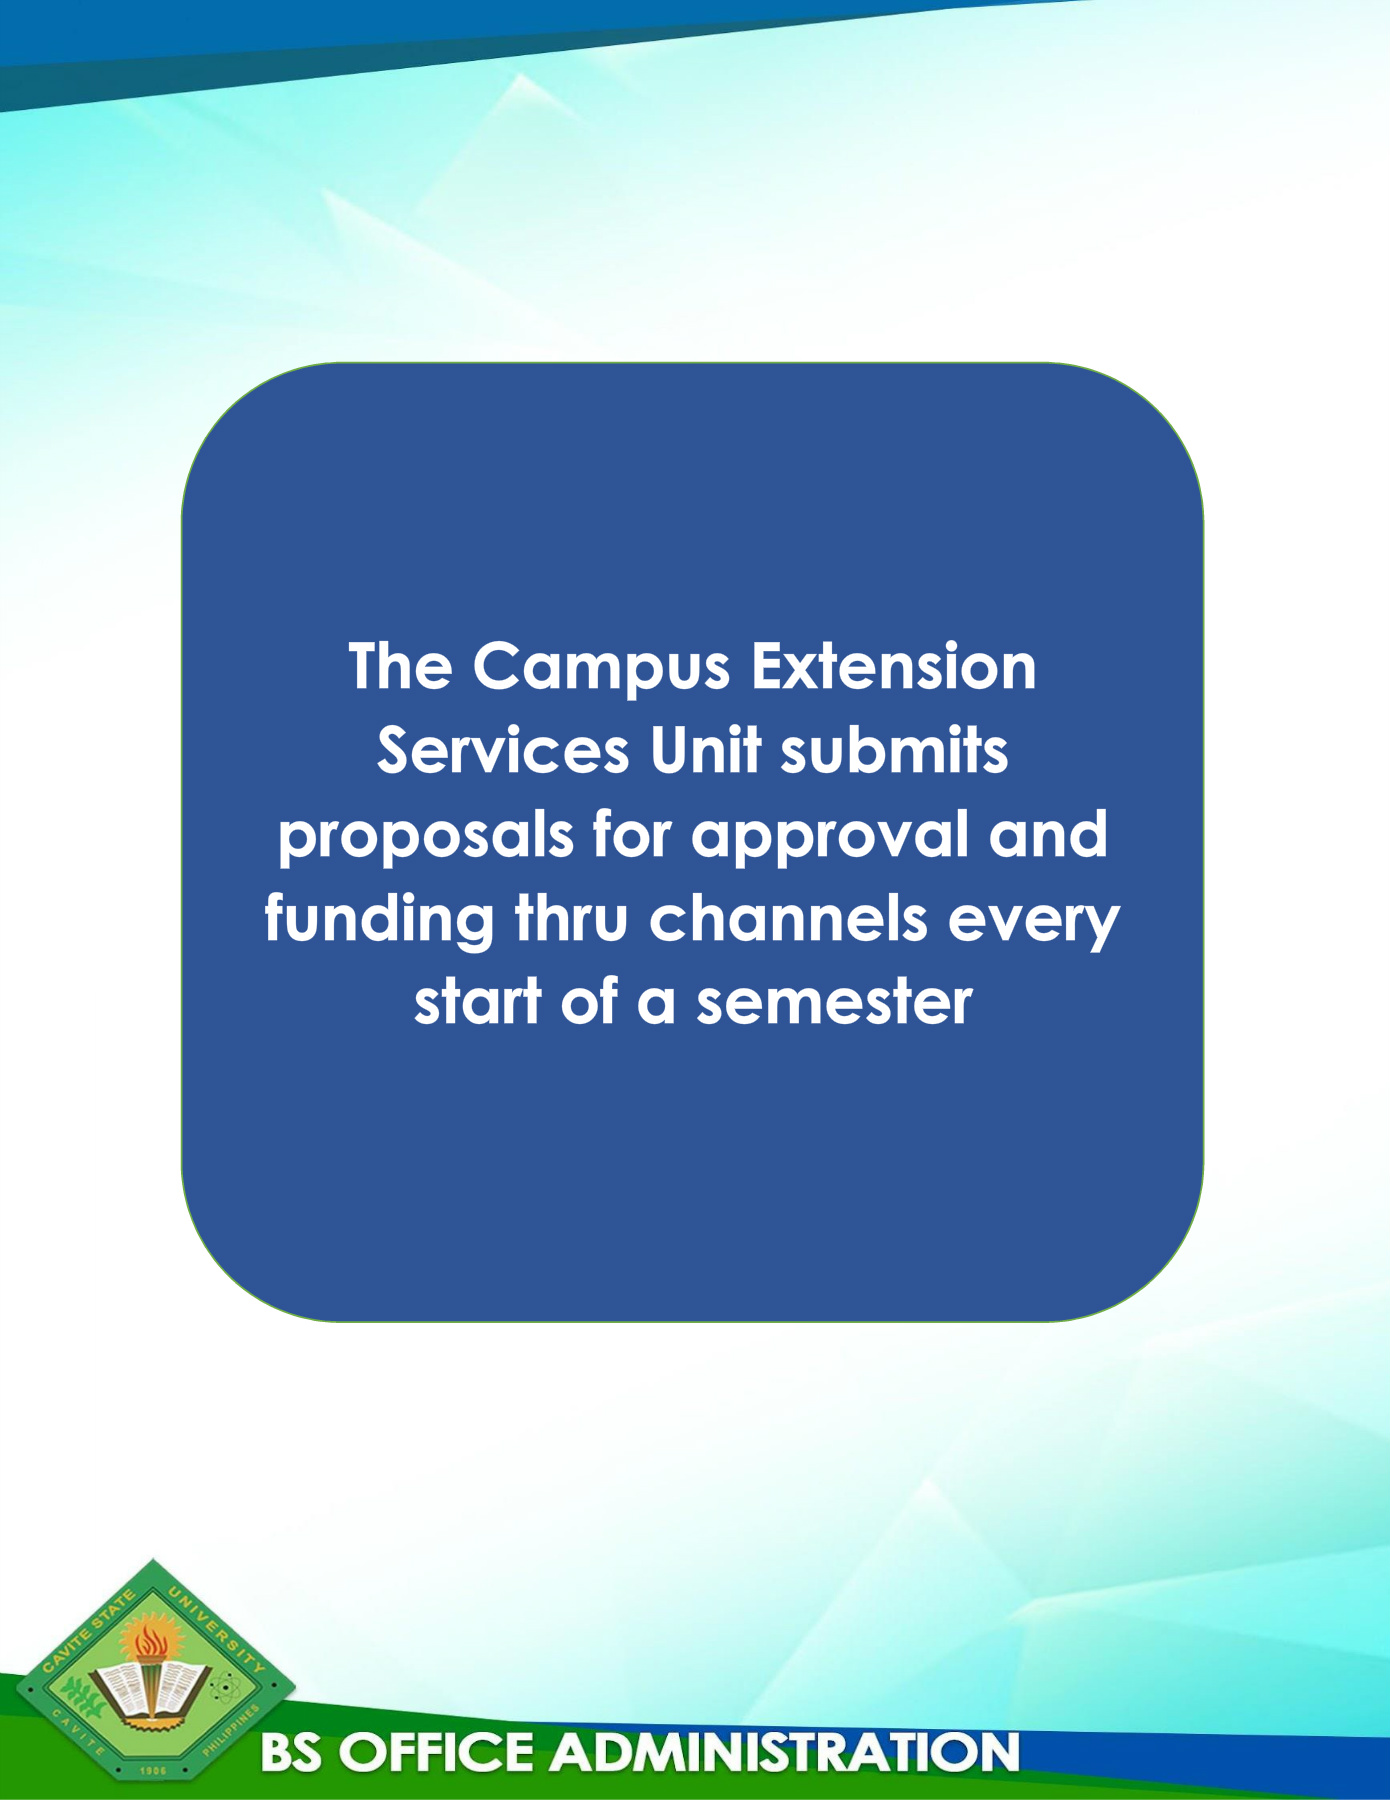 The Campus Extension
Services Unit submits
proposals for approval and
funding thru channels every
start of a semester
CAVITE STATE UNIVERSITY
CAVITE PHILIPPINES
1906
BS OFFICE ADMINISTRATION